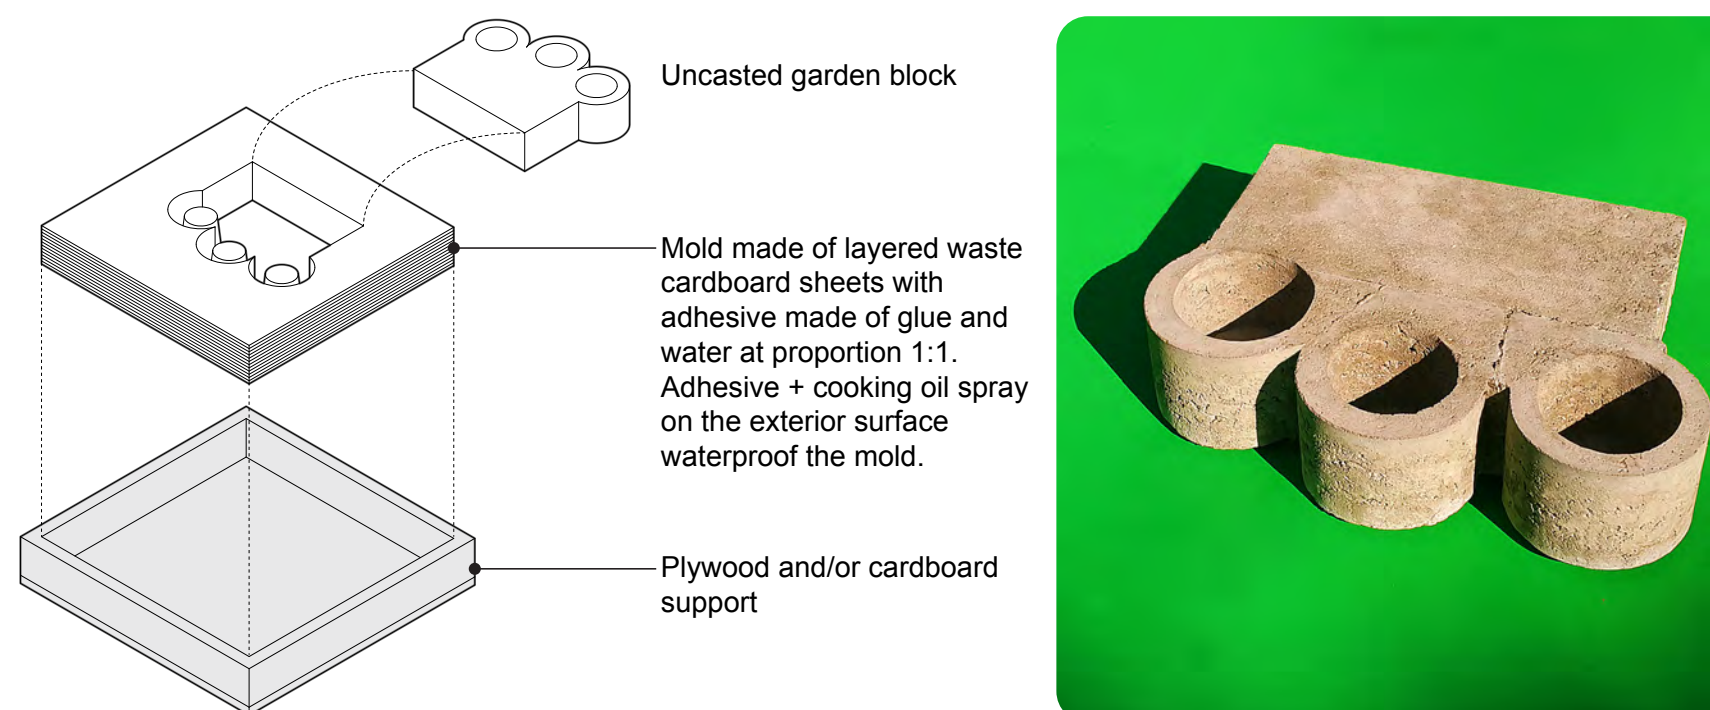 Uncasted garden block
Mold made of layered waste
cardboard sheets with
adhesive made of glue and
water at proportion 1:1.
Adhesive + cooking oil spray
on the exterior surface
waterproof the mold.
Plywood and/or cardboard
support